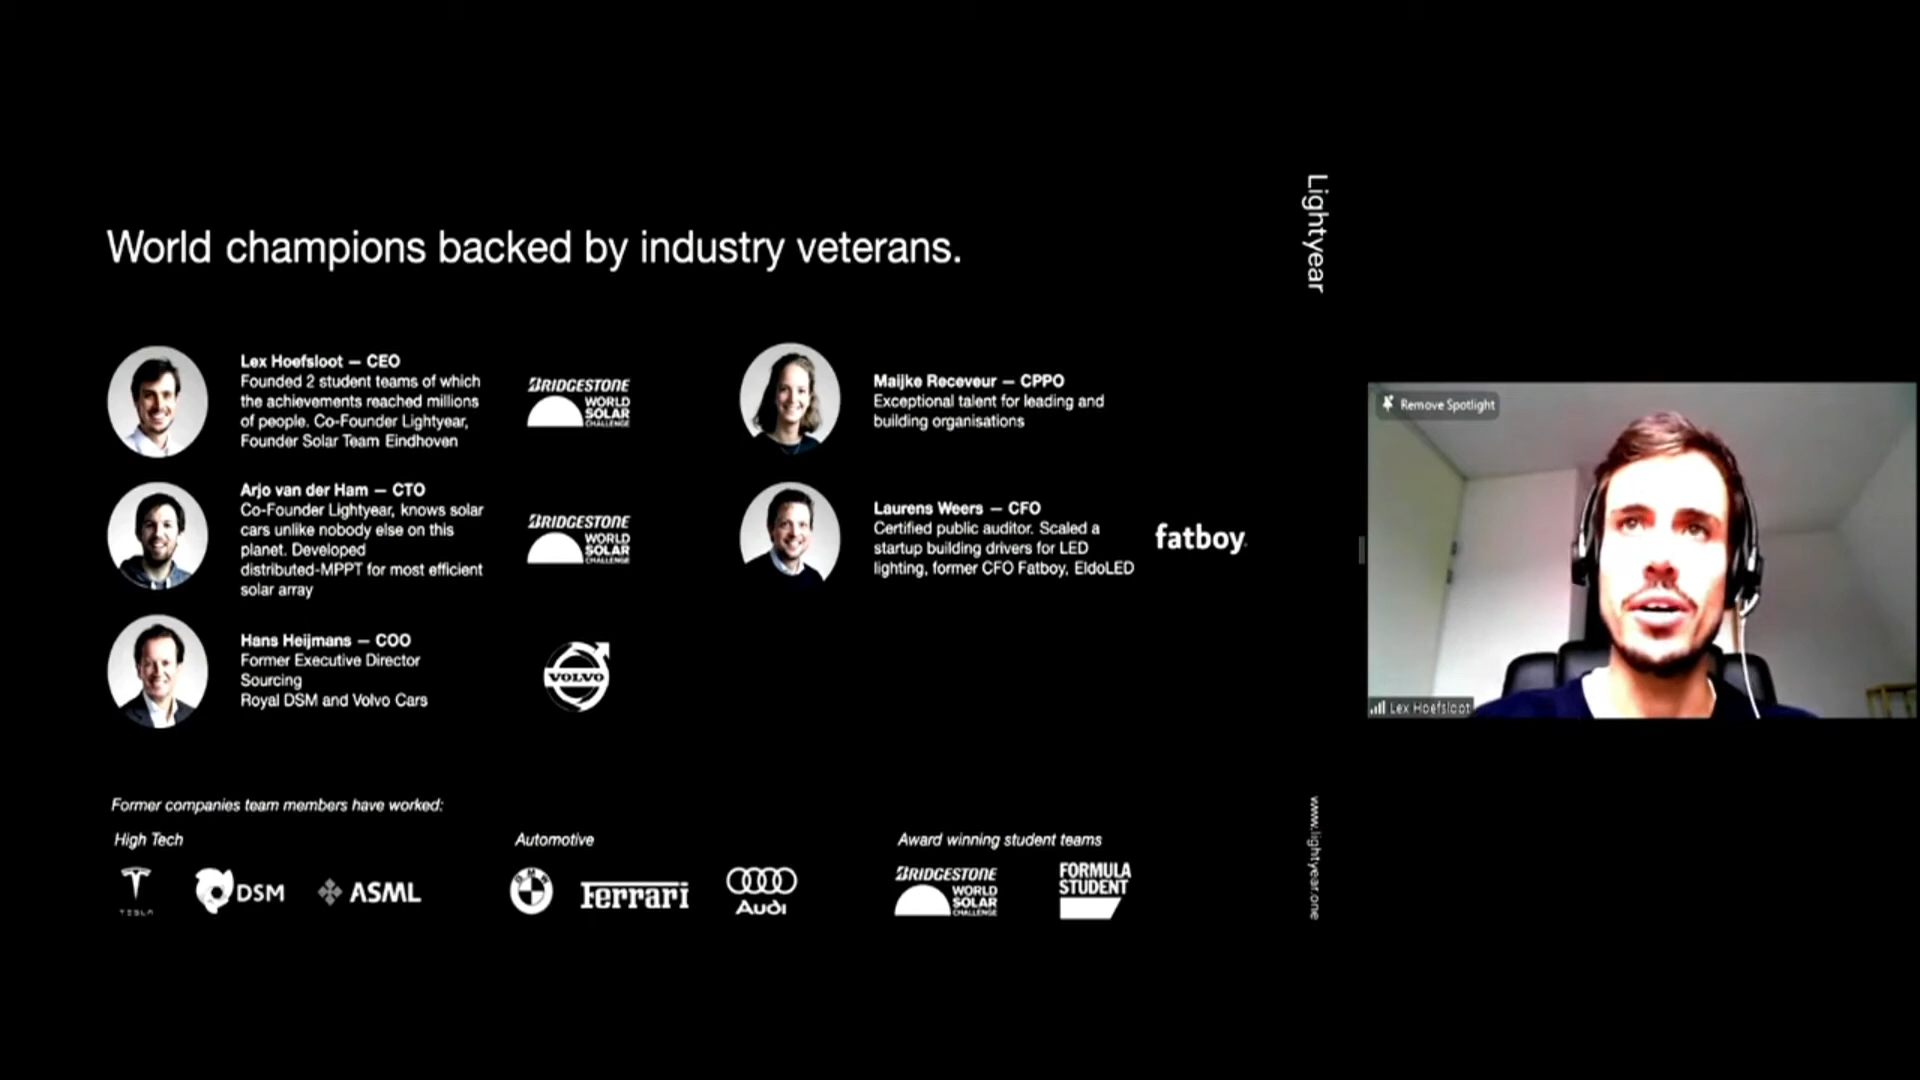 World champions backed by industry veterans.
Lightyear
Lex Hoefsloot – CEO
Founded 2 student teams of which
the achievements reached millions
of people. Co-Founder Lightyear,
Founder Solar Team Eindhoven
BRIDGESTONE
WORLD
SOLAR
CHALLENGE
Maijke Receveur – CPPO
Exceptional talent for leading and
building organisations
Arjo van der Ham – CTO
Co-Founder Lightyear, knows solar
cars unlike nobody else on this
planet. Developed
distributed-MPPT for most efficient
solar array
BRIDGESTONE
WORLD
SOLAR
CHALLENGE
Laurens Weers – CFO
Certified public auditor. Scaled a
startup building drivers for LED
lighting, former CFO Fatboy, EldoLED
fatboy
Hans Heijmans – COO
Former Executive Director
Sourcing
Royal DSM and Volvo Cars
VOLVO
Remove Spotlight
Lex Hoefsloot
Former companies team members have worked:
High Tech
TESLA
DSM
ASML
Automotive
BMW
Ferrari
Audi
Award winning student teams
BRIDGESTONE
WORLD
SOLAR
CHALLENGE
FORMULA
STUDENT
www.lightyear.one